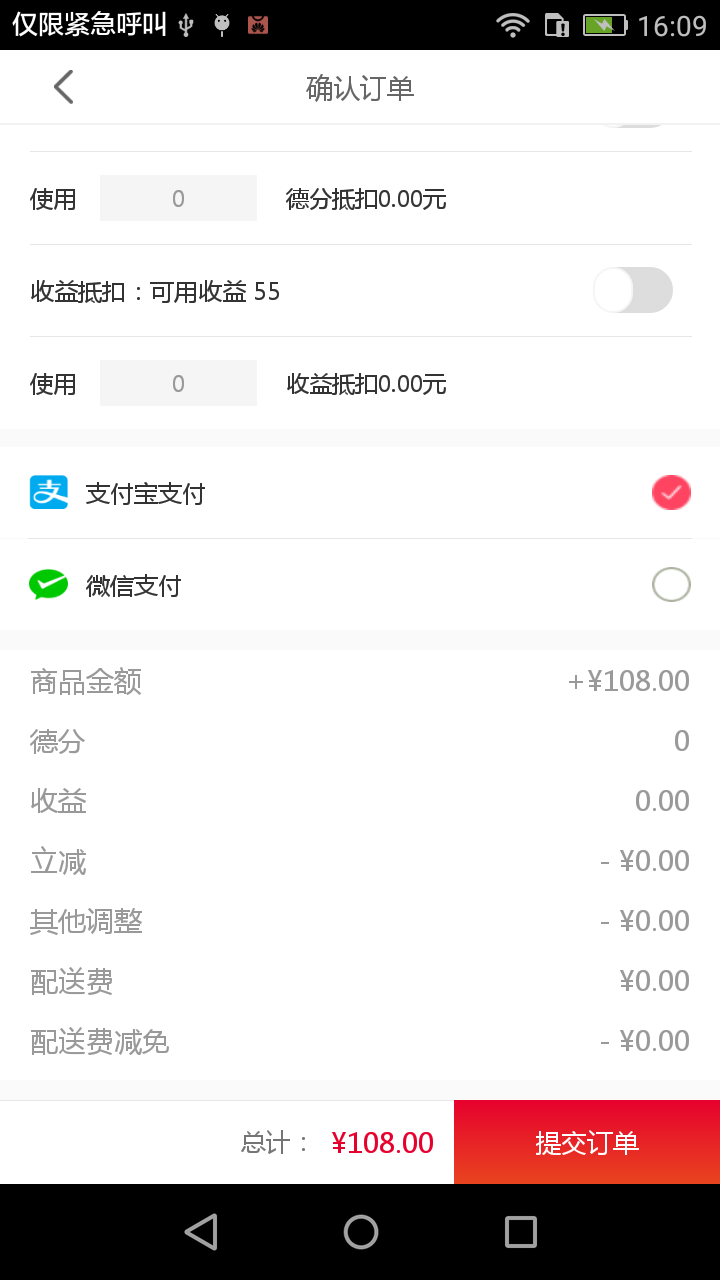 仅限紧急呼叫 16:09
确认订单
使用 0 德分抵扣0.00元
收益抵扣：可用收益 55
使用 0 收益抵扣0.00元
支付宝支付
微信支付
商品金额 +¥108.00
德分 0
收益 0.00
立减 - ¥0.00
其他调整 - ¥0.00
配送费 ¥0.00
配送费减免 - ¥0.00
总计： ¥108.00 提交订单